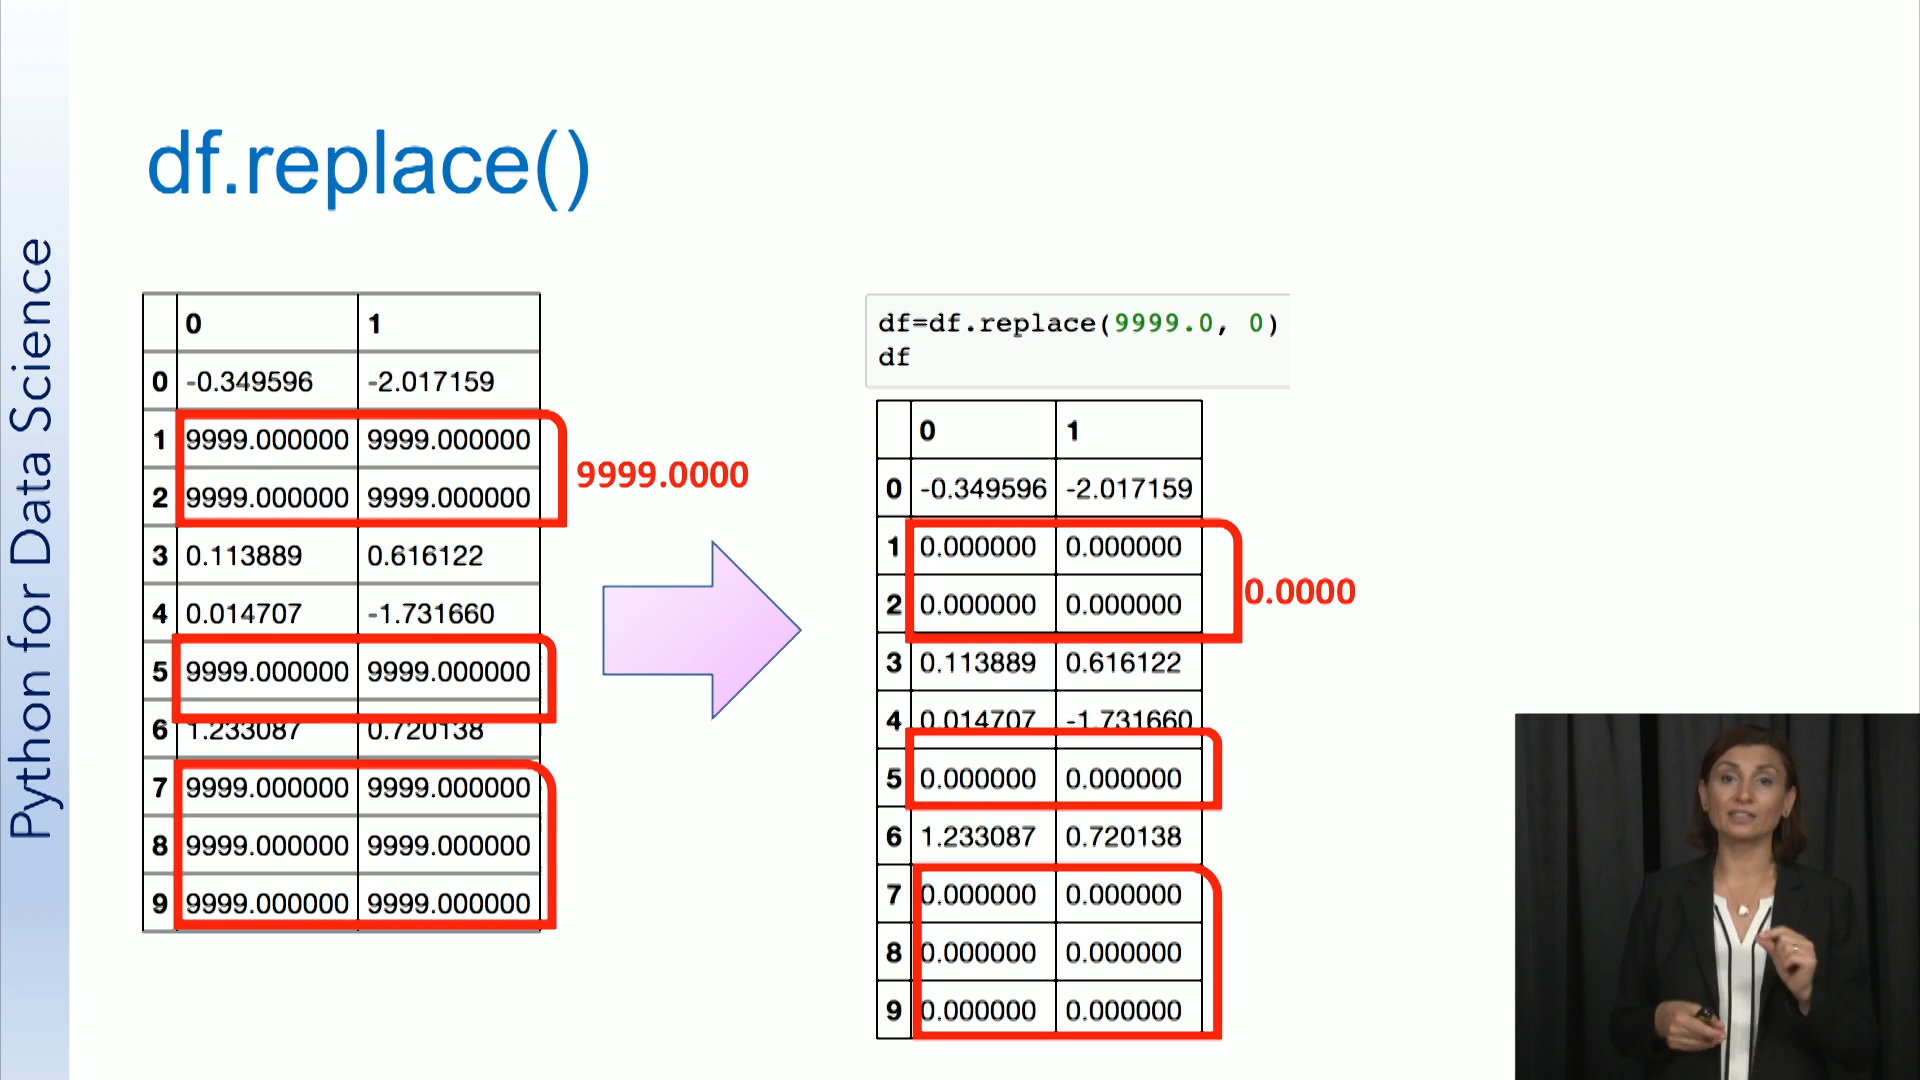 Python for Data Science
df.replace()
0 1
0 -0.349596 -2.017159
1 9999.000000 9999.000000
2 9999.000000 9999.000000
3 0.113889 0.616122
4 0.014707 -1.731660
5 9999.000000 9999.000000
6 1.233087 0.720138
7 9999.000000 9999.000000
8 9999.000000 9999.000000
9 9999.000000 9999.000000
9999.0000
df=df.replace(9999.0, 0)
df
0 1
0 -0.349596 -2.017159
1 0.000000 0.000000
2 0.000000 0.000000
3 0.113889 0.616122
4 0.014707 -1.731660
5 0.000000 0.000000
6 1.233087 0.720138
7 0.000000 0.000000
8 0.000000 0.000000
9 0.000000 0.000000
0.0000